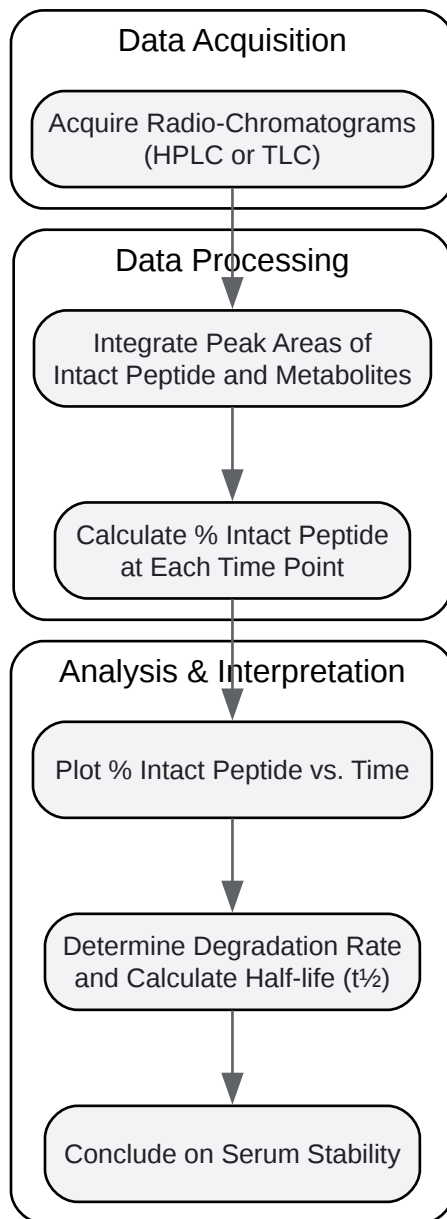 Data Acquisition
Acquire Radio-Chromatograms
(HPLC or TLC)
Data Processing
Integrate Peak Areas of
Intact Peptide and Metabolites
Calculate % Intact Peptide
at Each Time Point
Analysis & Interpretation
Plot % Intact Peptide vs. Time
Determine Degradation Rate
and Calculate Half-life (t½)
Conclude on Serum Stability